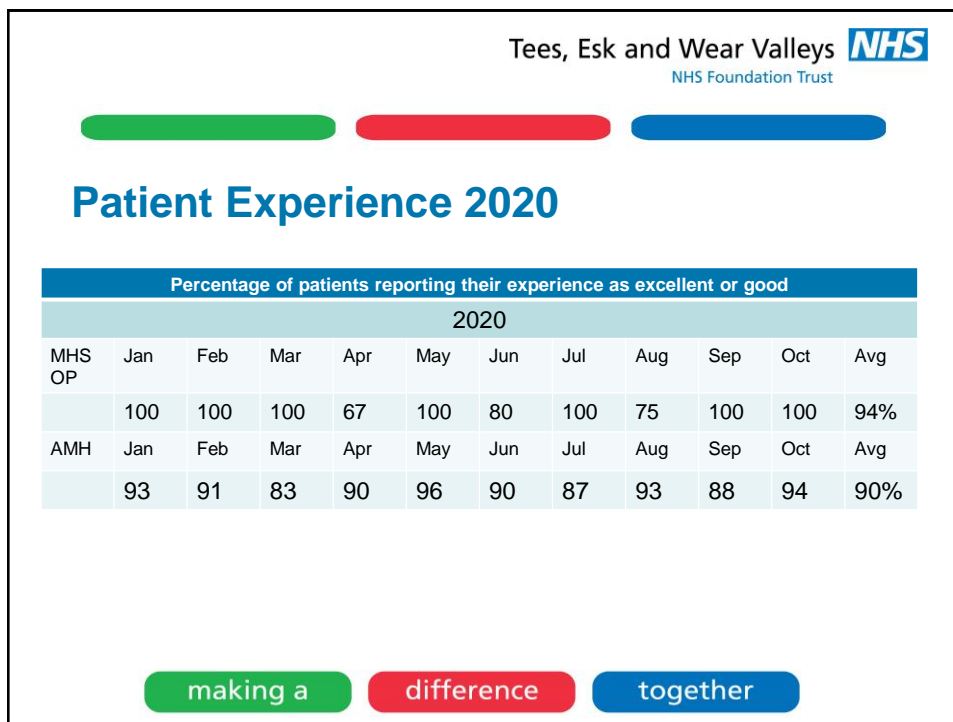 Tees, Esk and Wear Valleys NHS
NHS Foundation Trust
Patient Experience 2020
Percentage of patients reporting their experience as excellent or good
2020
MHS OP Jan Feb Mar Apr May Jun Jul Aug Sep Oct Avg
100 100 100 67 100 80 100 75 100 100 94%
AMH Jan Feb Mar Apr May Jun Jul Aug Sep Oct Avg
93 91 83 90 96 90 87 93 88 94 90%
making a difference together